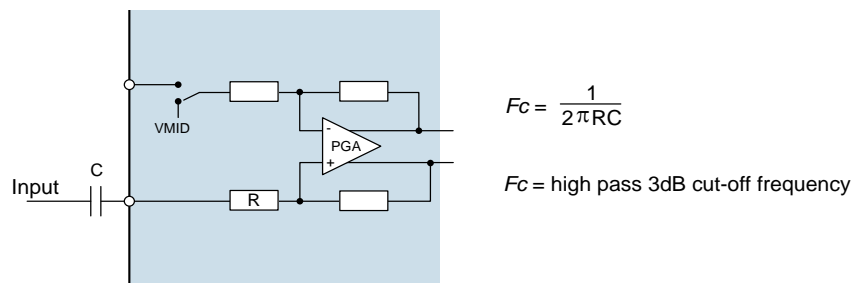 VMID
-
PGA
+
C
Input
R
Fc = 1
2πRC
Fc = high pass 3dB cut-off frequency